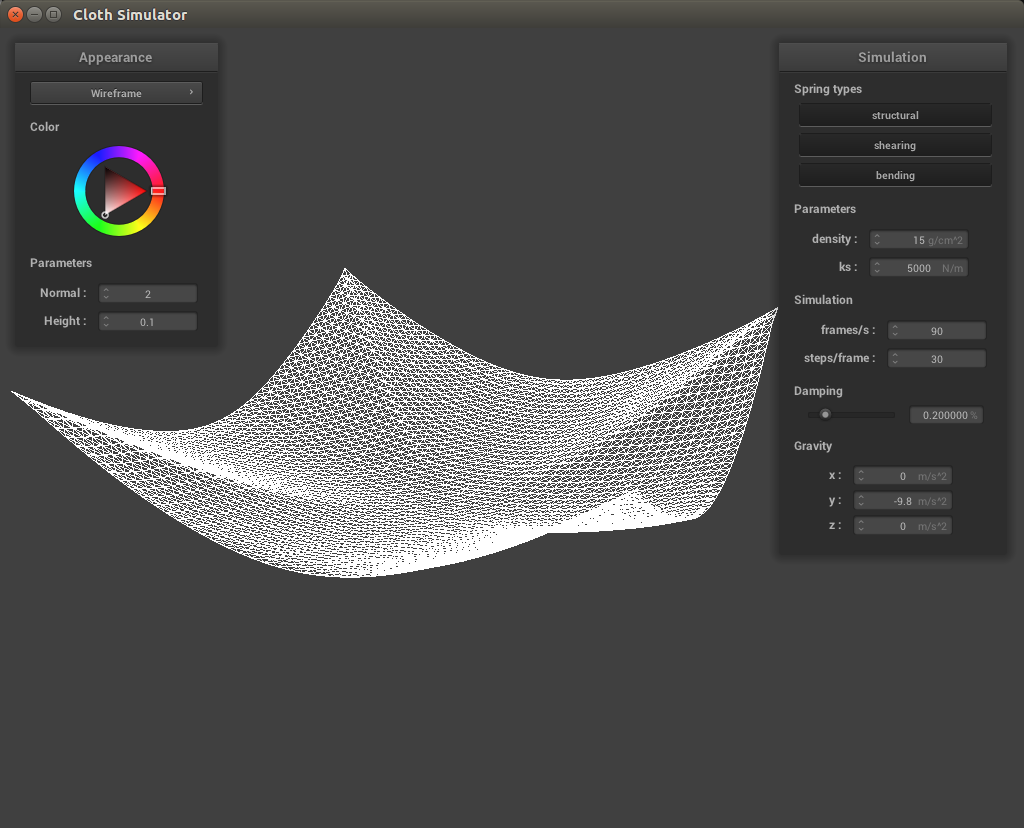 Cloth Simulator
Appearance
Wireframe
Color
Parameters
Normal : 2
Height : 0.1
Simulation
Spring types
structural
shearing
bending
Parameters
density : 15 g/cm^2
ks : 5000 N/m
Simulation
frames/s : 90
steps/frame : 30
Damping
0.200000 %
Gravity
x : 0 m/s^2
y : -9.8 m/s^2
z : 0 m/s^2